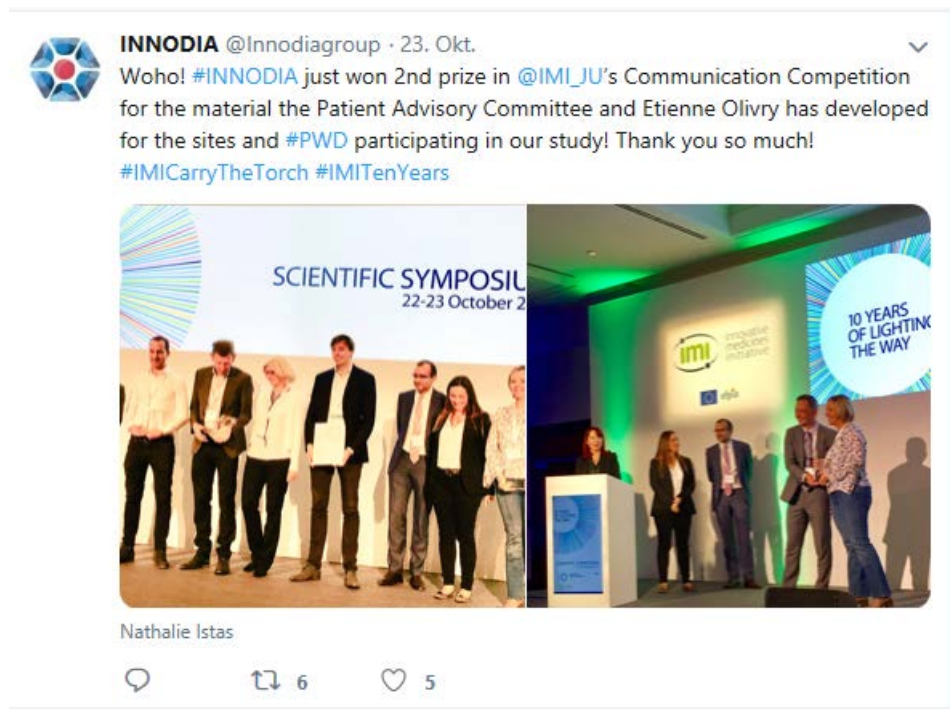 INNODIA @Innodiagroup · 23. Okt.
Woho! #INNODIA just won 2nd prize in @IMI_JU's Communication Competition
for the material the Patient Advisory Committee and Etienne Olivry has developed
for the sites and #PWD participating in our study! Thank you so much!
#IMICarryTheTorch #IMITenYears
SCIENTIFIC SYMPOSIU
22-23 October 2
imi
innovative
medicines
initiative
efpia
10 YEARS
OF LIGHTING
THE WAY
Nathalie Istas
6
5